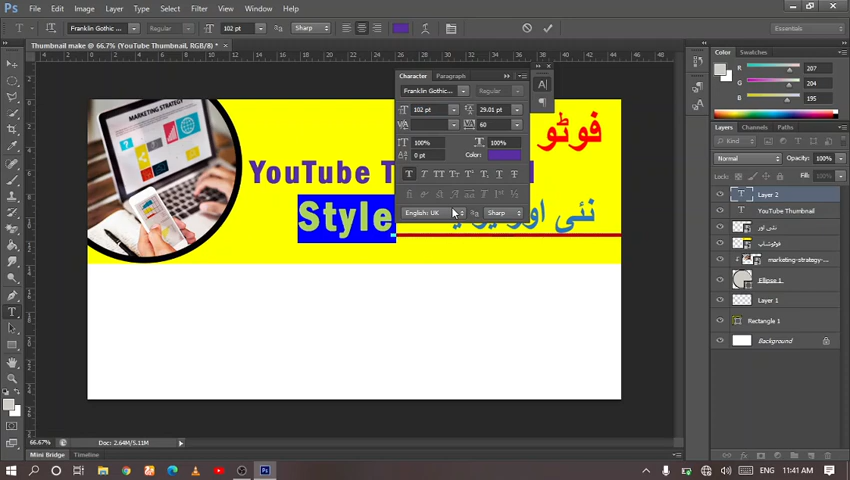 Ps File Edit Image Layer Type Select Filter View Window Help
T Franklin Gothic ... Regular 102 pt Sharp Essentials
Thumbnail make @ 66.7% (YouTube Thumbnail, RGB/8) *
Color Swatches
R 207
G 204
B 195
Character Paragraph
Franklin Gothic... Regular
102 pt 29.01 pt
60
100% 100%
0 pt Color:
English: UK Sharp
MARKETING STRATEGY
فوٹو
YouTube T
Style
نئی اور
Layers Channels Paths
Kind
Normal Opacity: 100%
Lock: Fill: 100%
Layer 2
YouTube Thumbnail
نئی اور
فوٹوشاپ
marketing-strategy-...
Ellipse 1
Layer 1
Rectangle 1
Background
66.67% Doc: 2.64M/5.11M
Mini Bridge Timeline
ENG 11:41 AM